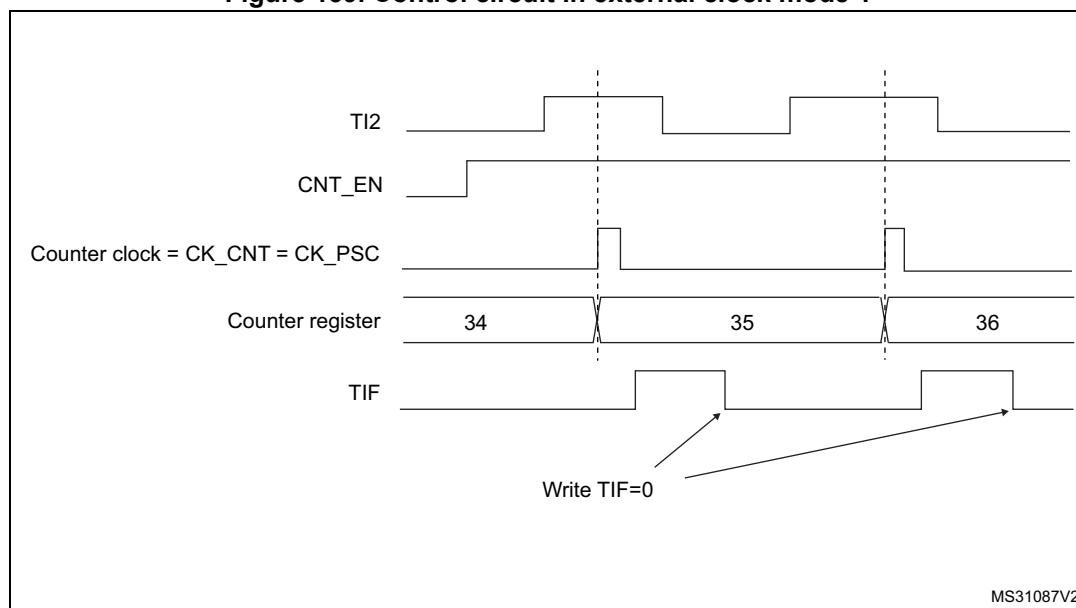 Figure 189. Control circuit in external clock mode 1
TI2
CNT_EN
Counter clock = CK_CNT = CK_PSC
Counter register
34
35
36
TIF
Write TIF=0
MS31087V2